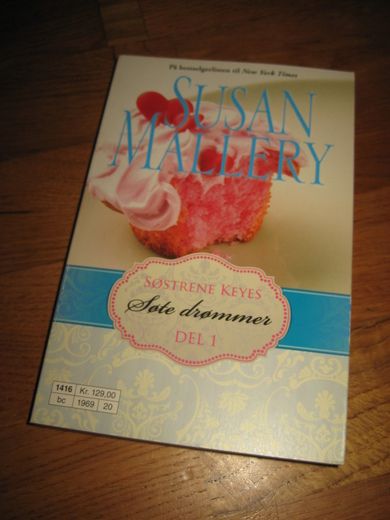 På bestselgerlisten til New York Times
SUSAN
MALLERY
SØSTRENE KEYES
Søte drømmer
DEL 1
1416 Kr. 129,00
bc 1969 20